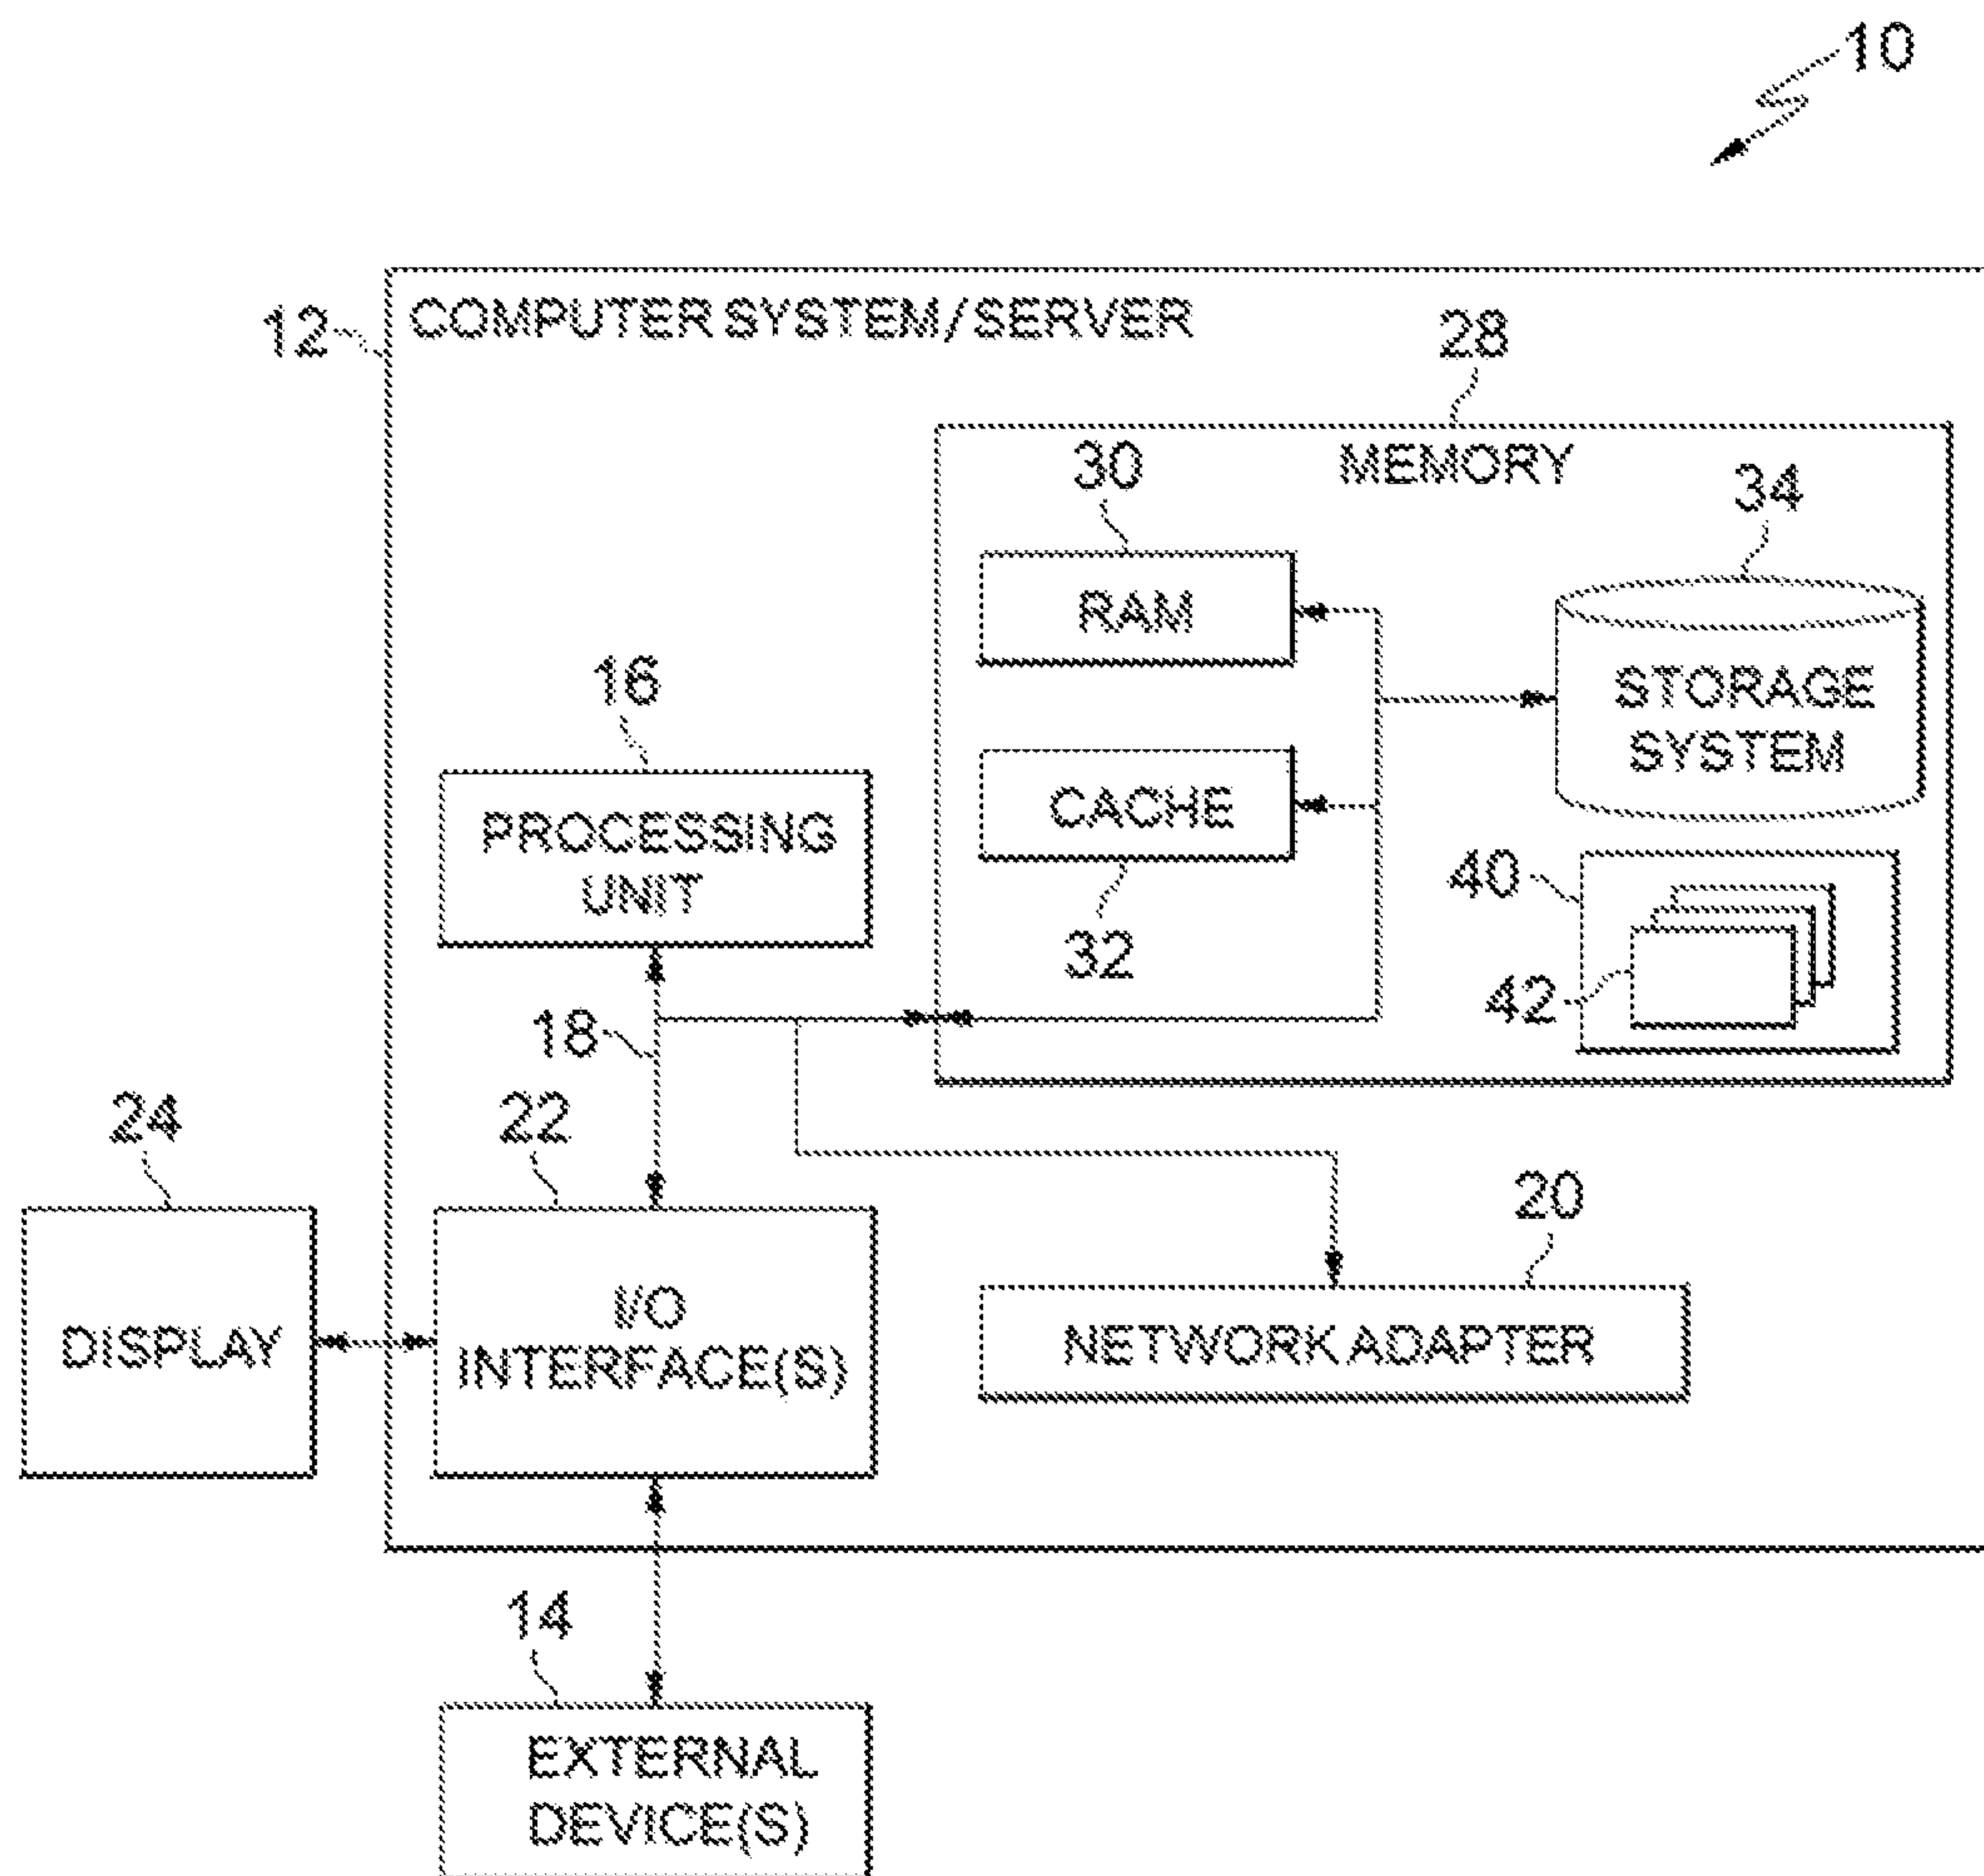 10
12
COMPUTER SYSTEM / SERVER
28
MEMORY
30
34
RAM
STORAGE
SYSTEM
16
PROCESSING
UNIT
CACHE
32
40
42
18
24
22
20
DISPLAY
I/O
INTERFACE(S)
NETWORK ADAPTER
14
EXTERNAL
DEVICE(S)